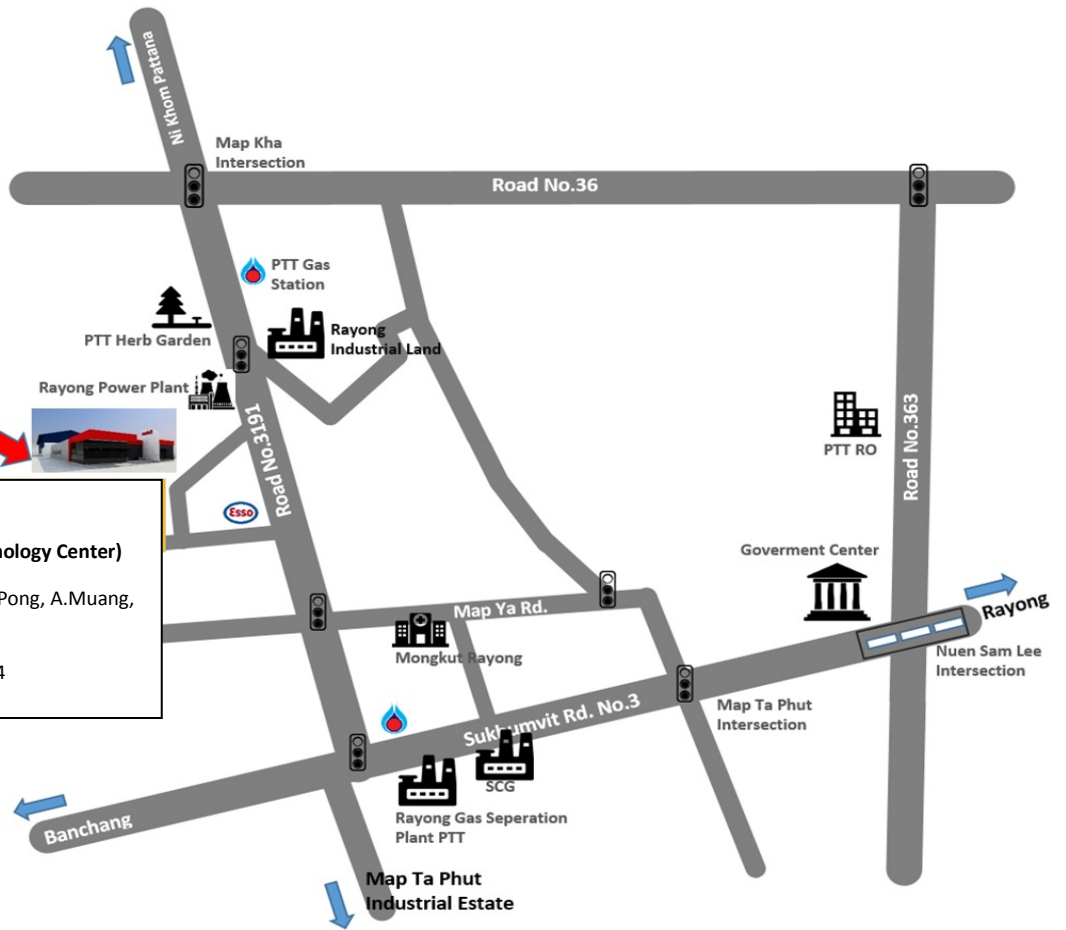 Ni Khom Pattana
Map Kha
Intersection
Road No.36
PTT Gas
Station
PTT Herb Garden
Rayong
Industrial Land
Rayong Power Plant
Road No.3191
Road No.363
PTT RO
Esso
nology Center)
Pong, A.Muang,
4
Goverment Center
Map Ya Rd.
Rayong
Mongkut Rayong
Nuen Sam Lee
Intersection
Sukhumvit Rd. No.3
Map Ta Phut
Intersection
SCG
Banchang
Rayong Gas Seperation
Plant PTT
Map Ta Phut
Industrial Estate